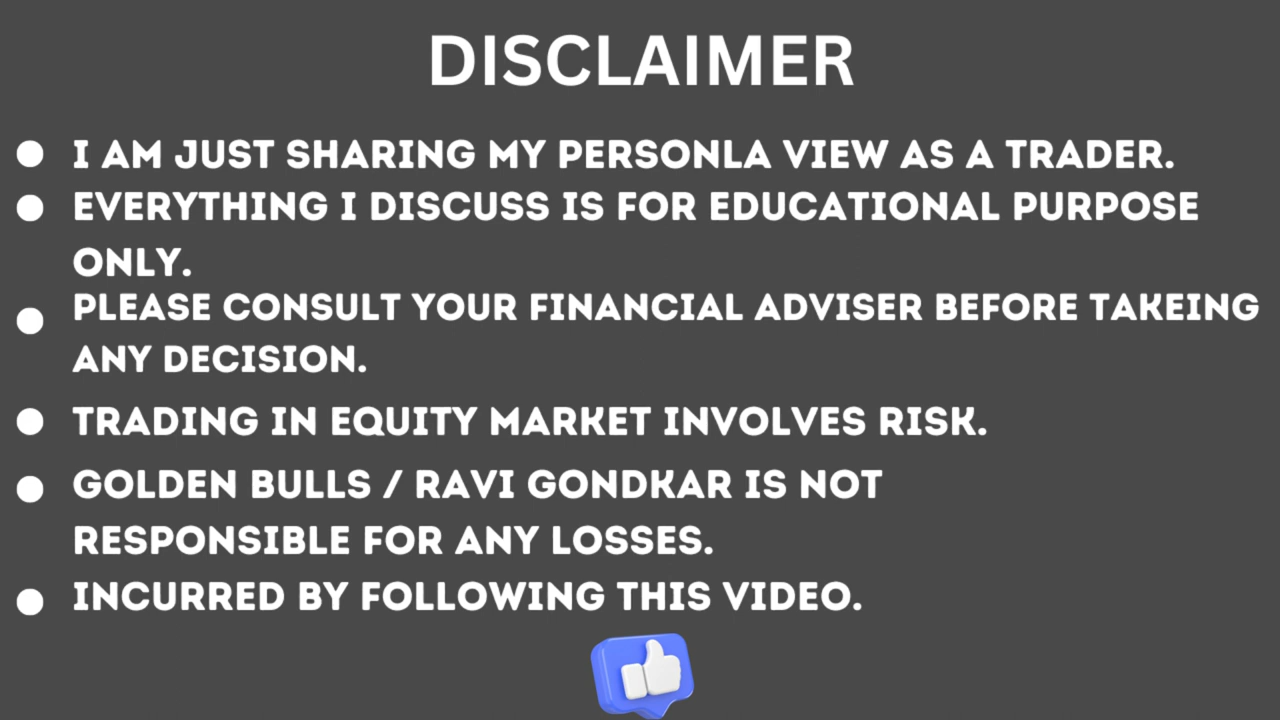 DISCLAIMER
I AM JUST SHARING MY PERSONLA VIEW AS A TRADER.
EVERYTHING I DISCUSS IS FOR EDUCATIONAL PURPOSE
ONLY.
PLEASE CONSULT YOUR FINANCIAL ADVISER BEFORE TAKEING
ANY DECISION.
TRADING IN EQUITY MARKET INVOLVES RISK.
GOLDEN BULLS / RAVI GONDKAR IS NOT
RESPONSIBLE FOR ANY LOSSES.
INCURRED BY FOLLOWING THIS VIDEO.